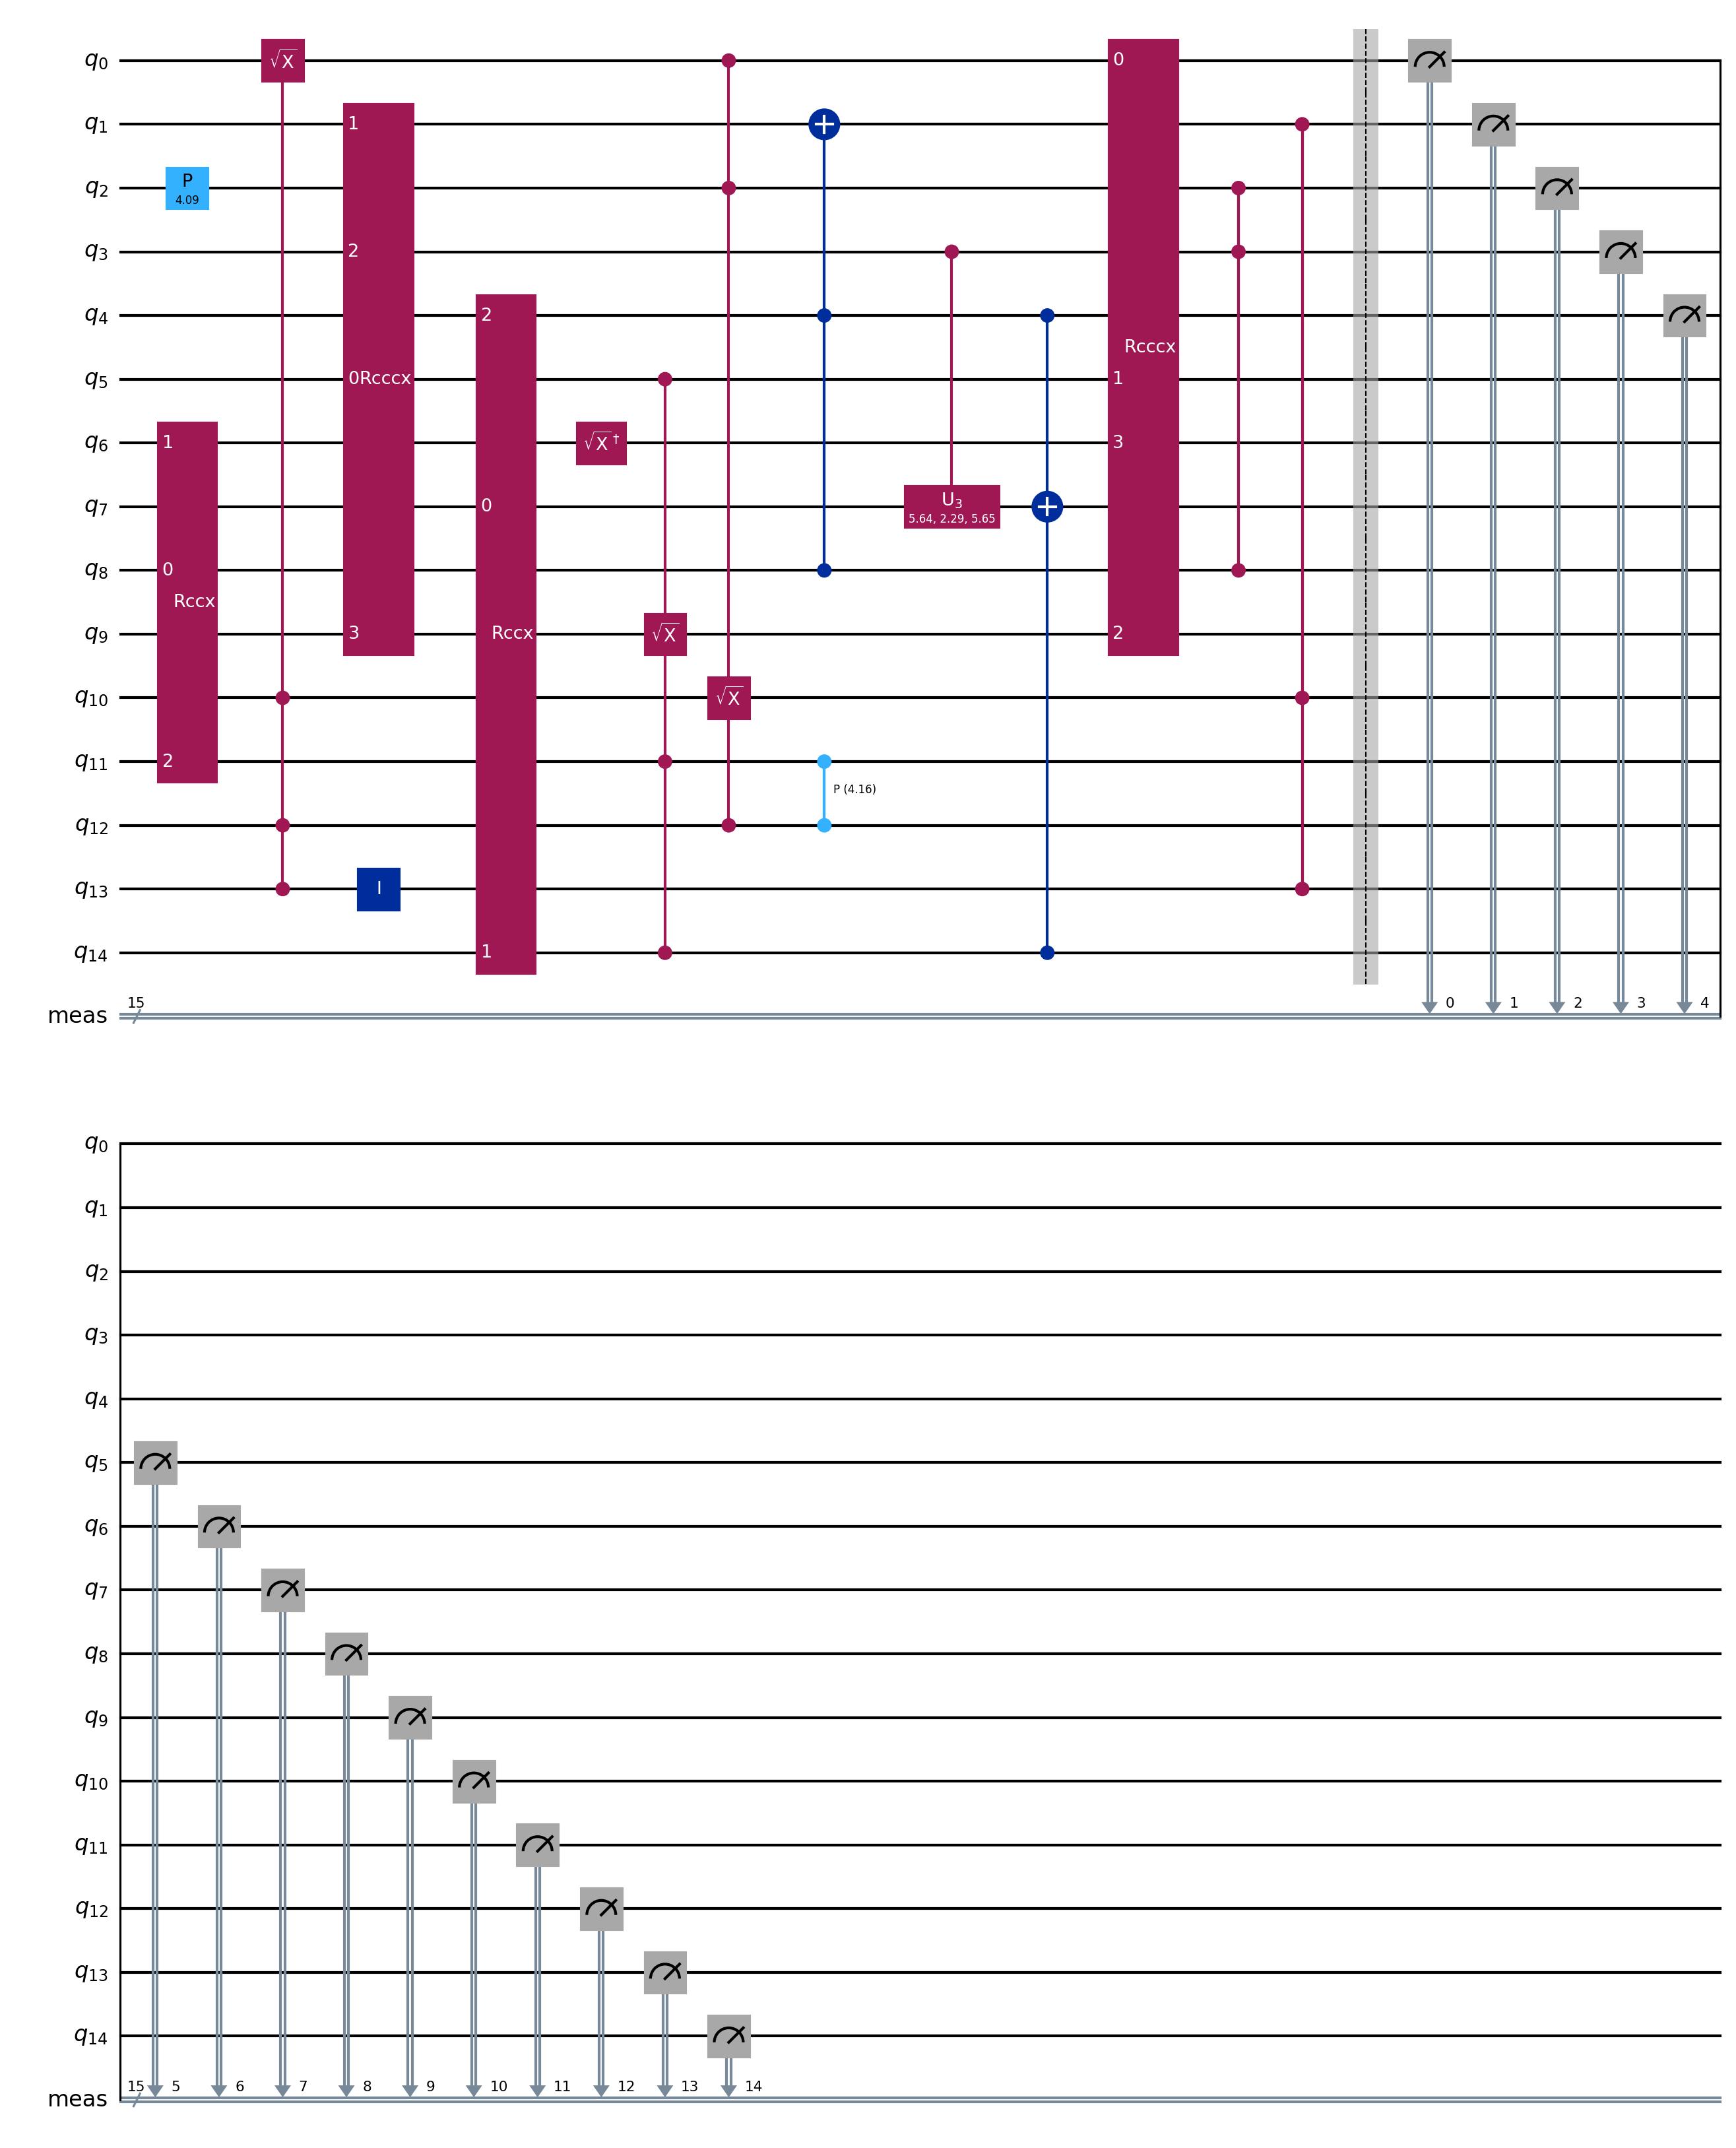 q0 √X 0
q1 1
q2 P 4.09
q3 2
q4 2
Rcccx
q5 0Rcccx 1
q6 1 √X† 3
q7 0 U3 5.64, 2.29, 5.65
q8 0
Rccx
q9 3 Rccx √X 2
q10 √X
q11 2
P (4.16)
q12
q13 I
q14 1
meas 15 0 1 2 3 4
q0
q1
q2
q3
q4
q5
q6
q7
q8
q9
q10
q11
q12
q13
q14
meas 15 5 6 7 8 9 10 11 12 13 14